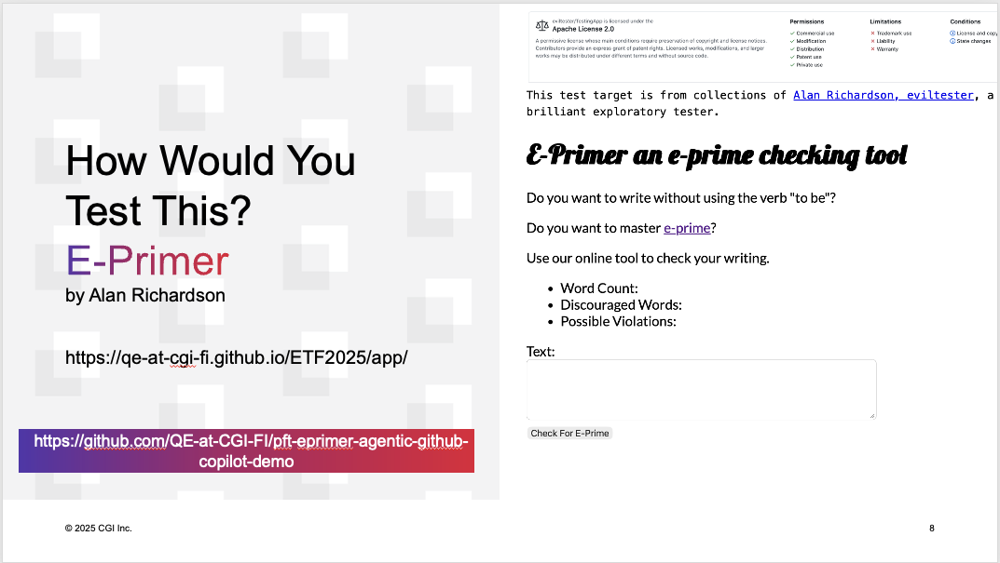 How Would You
Test This?
E-Primer
by Alan Richardson
https://qe-at-cgi-fi.github.io/ETF2025/app/
https://github.com/QE-at-CGI-FI/pft-eprimer-agentic-github-
copilot-demo
eviltester/TestingApp is licensed under the
Apache License 2.0
A permissive license whose main conditions require preservation of copyright and license notices.
Contributors provide an express grant of patent rights. Licensed works, modifications, and larger
works may be distributed under different terms and without source code.
Permissions
Commercial use
Modification
Distribution
Patent use
Private use
Limitations
Trademark use
Liability
Warranty
Conditions
License and copy
State changes
This test target is from collections of Alan Richardson, eviltester, a
brilliant exploratory tester.
E-Primer an e-prime checking tool
Do you want to write without using the verb "to be"?
Do you want to master e-prime?
Use our online tool to check your writing.
• Word Count:
• Discouraged Words:
• Possible Violations:
Text:
Check For E-Prime
© 2025 CGI Inc.
8